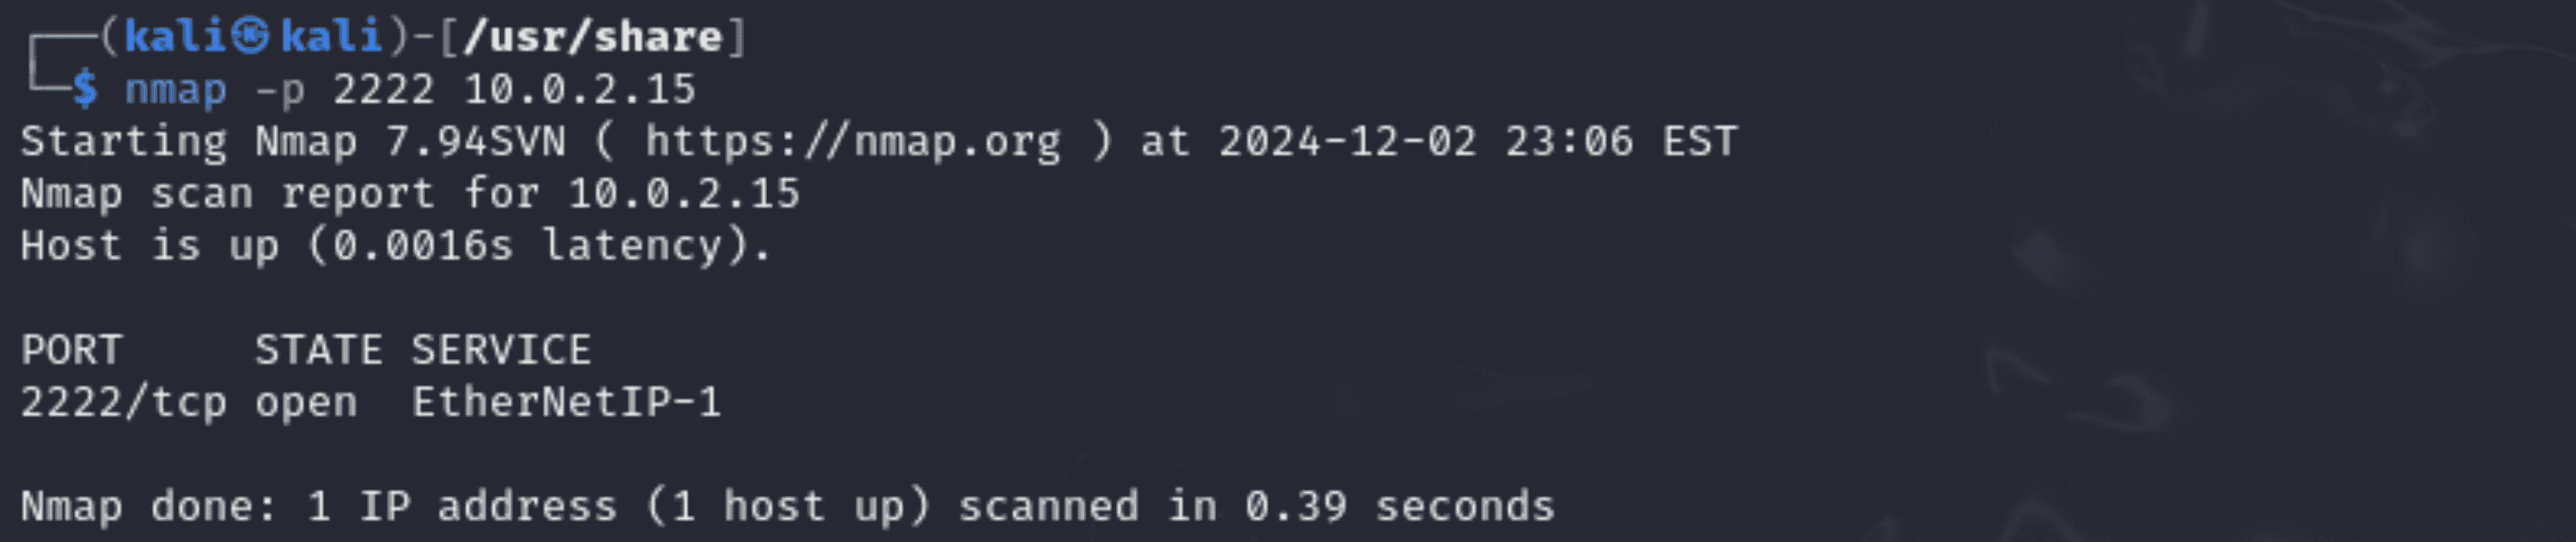 ┌──(kali㉿kali)-[/usr/share]
└─$ nmap -p 2222 10.0.2.15
Starting Nmap 7.94SVN ( https://nmap.org ) at 2024-12-02 23:06 EST
Nmap scan report for 10.0.2.15
Host is up (0.0016s latency).
PORT     STATE SERVICE
2222/tcp open  EtherNetIP-1
Nmap done: 1 IP address (1 host up) scanned in 0.39 seconds